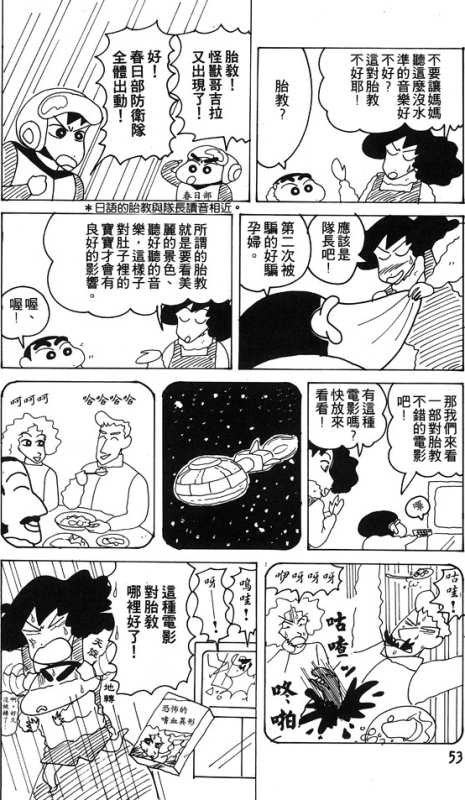 不要讓媽媽
聽這麼沒水
準的音樂好
不好?
這對胎教
不好耶!
胎教?
胎教!
怪獸哥吉拉
又出現了!
好!
春日部防衛隊
全體出動!
春日部
*日語的胎教與隊長讀音相近。
應該是
隊長吧!
第二次被
騙的好騙
孕婦。
所謂的胎教
就是要看美
麗的景色、
聽好聽的音
樂,這樣子
對肚子裡的
寶寶才會有
良好的影響。
喔、
喔!
那我們來看
一部對胎教
不錯的電影
吧!
有這種
電影嗎?
快放來
看看!
哈哈哈哈
呵呵呵
咕哇!
咕喳
咚啪
咿呀呀呀
嗚哇!
呀!
這種電影
對胎教
哪裡好了!
恐怖的
嗜血異形
天旋
地轉
53